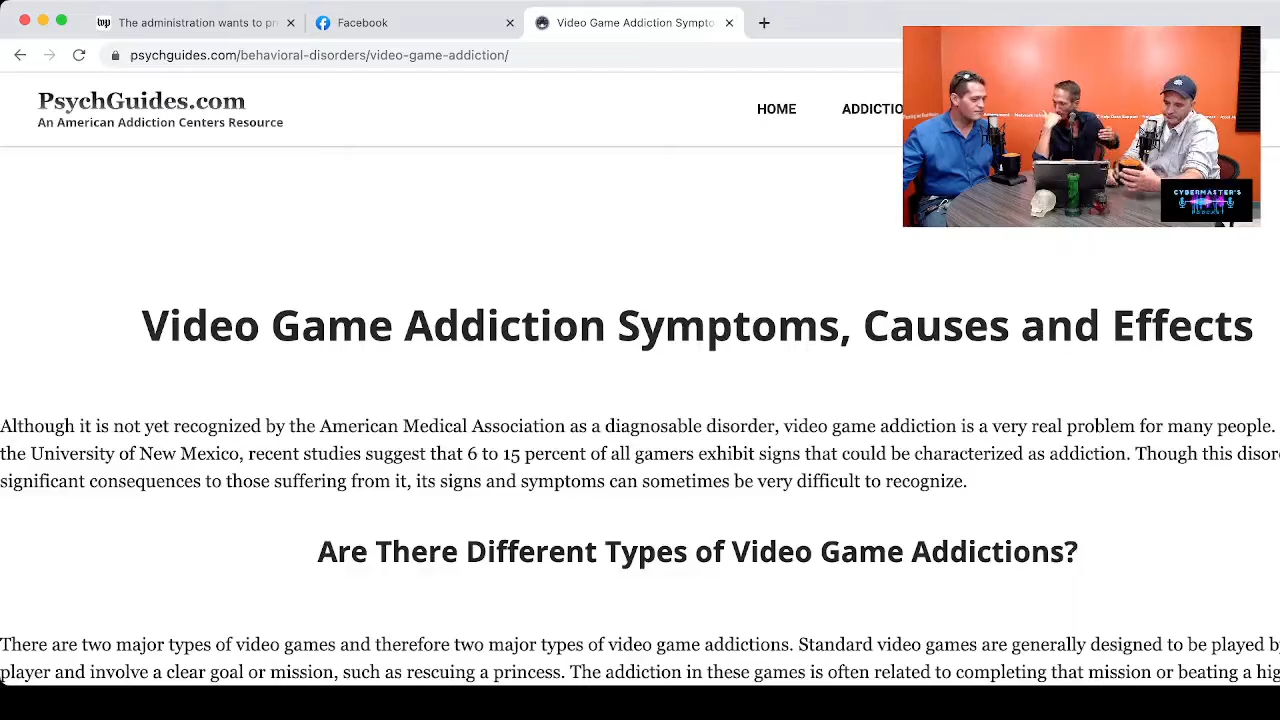 The administration wants to pr
Facebook
Video Game Addiction Sympto
psychguides.com/behavioral-disorders/video-game-addiction/
PsychGuides.com
An American Addiction Centers Resource
HOME
ADDICTIO
CYBERMASTER'S
PODCAST
Video Game Addiction Symptoms, Causes and Effects
Although it is not yet recognized by the American Medical Association as a diagnosable disorder, video game addiction is a very real problem for many people.
the University of New Mexico, recent studies suggest that 6 to 15 percent of all gamers exhibit signs that could be characterized as addiction. Though this disor
significant consequences to those suffering from it, its signs and symptoms can sometimes be very difficult to recognize.
Are There Different Types of Video Game Addictions?
There are two major types of video games and therefore two major types of video game addictions. Standard video games are generally designed to be played by
player and involve a clear goal or mission, such as rescuing a princess. The addiction in these games is often related to completing that mission or beating a hig